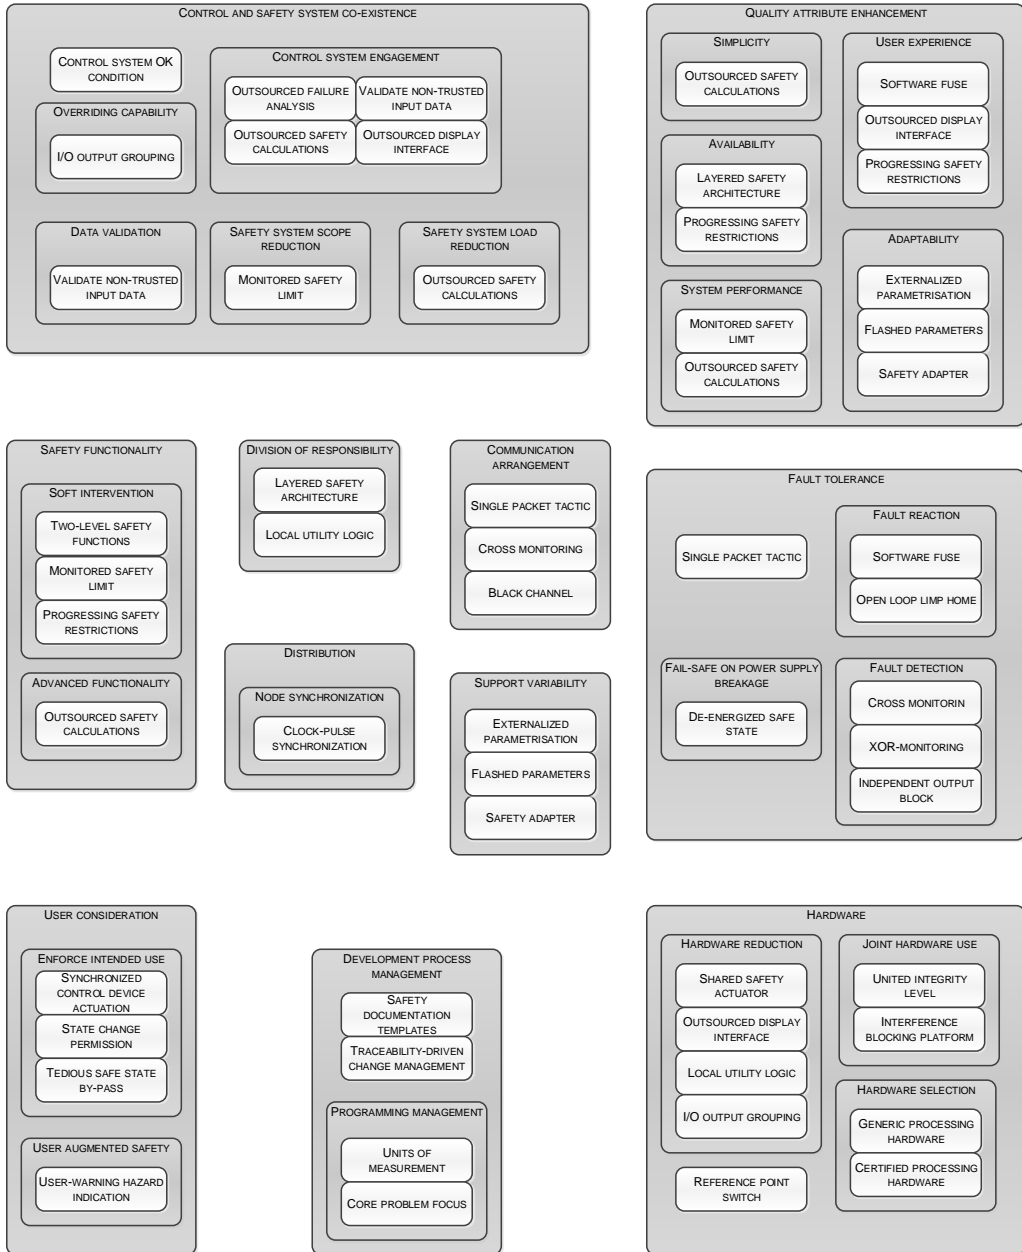 CONTROL AND SAFETY SYSTEM CO-EXISTENCE
CONTROL SYSTEM OK
CONDITION
OVERRIDING CAPABILITY
I/O OUTPUT GROUPING
CONTROL SYSTEM ENGAGEMENT
OUTSOURCED FAILURE
ANALYSIS
VALIDATE NON-TRUSTED
INPUT DATA
OUTSOURCED SAFETY
CALCULATIONS
OUTSOURCED DISPLAY
INTERFACE
DATA VALIDATION
VALIDATE NON-TRUSTED
INPUT DATA
SAFETY SYSTEM SCOPE
REDUCTION
MONITORED SAFETY
LIMIT
SAFETY SYSTEM LOAD
REDUCTION
OUTSOURCED SAFETY
CALCULATIONS
QUALITY ATTRIBUTE ENHANCEMENT
SIMPLICITY
OUTSOURCED SAFETY
CALCULATIONS
AVAILABILITY
LAYERED SAFETY
ARCHITECTURE
PROGRESSING SAFETY
RESTRICTIONS
SYSTEM PERFORMANCE
MONITORED SAFETY
LIMIT
OUTSOURCED SAFETY
CALCULATIONS
USER EXPERIENCE
SOFTWARE FUSE
OUTSOURCED DISPLAY
INTERFACE
PROGRESSING SAFETY
RESTRICTIONS
ADAPTABILITY
EXTERNALIZED
PARAMETRISATION
FLASHED PARAMETERS
SAFETY ADAPTER
SAFETY FUNCTIONALITY
SOFT INTERVENTION
TWO-LEVEL SAFETY
FUNCTIONS
MONITORED SAFETY
LIMIT
PROGRESSING SAFETY
RESTRICTIONS
ADVANCED FUNCTIONALITY
OUTSOURCED SAFETY
CALCULATIONS
DIVISION OF RESPONSIBILITY
LAYERED SAFETY
ARCHITECTURE
LOCAL UTILITY LOGIC
DISTRIBUTION
NODE SYNCHRONIZATION
CLOCK-PULSE
SYNCHRONIZATION
COMMUNICATION
ARRANGEMENT
SINGLE PACKET TACTIC
CROSS MONITORING
BLACK CHANNEL
SUPPORT VARIABILITY
EXTERNALIZED
PARAMETRISATION
FLASHED PARAMETERS
SAFETY ADAPTER
FAULT TOLERANCE
SINGLE PACKET TACTIC
FAULT REACTION
SOFTWARE FUSE
OPEN LOOP LIMP HOME
FAIL-SAFE ON POWER SUPPLY
BREAKAGE
DE-ENERGIZED SAFE
STATE
FAULT DETECTION
CROSS MONITORIN
XOR-MONITORING
INDEPENDENT OUTPUT
BLOCK
USER CONSIDERATION
ENFORCE INTENDED USE
SYNCHRONIZED
CONTROL DEVICE
ACTUATION
STATE CHANGE
PERMISSION
TEDIOUS SAFE STATE
BY-PASS
USER AUGMENTED SAFETY
USER-WARNING HAZARD
INDICATION
DEVELOPMENT PROCESS
MANAGEMENT
SAFETY
DOCUMENTATION
TEMPLATES
TRACEABILITY-DRIVEN
CHANGE MANAGEMENT
PROGRAMMING MANAGEMENT
UNITS OF
MEASUREMENT
CORE PROBLEM FOCUS
HARDWARE
HARDWARE REDUCTION
SHARED SAFETY
ACTUATOR
OUTSOURCED DISPLAY
INTERFACE
LOCAL UTILITY LOGIC
I/O OUTPUT GROUPING
REFERENCE POINT
SWITCH
JOINT HARDWARE USE
UNITED INTEGRITY
LEVEL
INTERFERENCE
BLOCKING PLATFORM
HARDWARE SELECTION
GENERIC PROCESSING
HARDWARE
CERTIFIED PROCESSING
HARDWARE